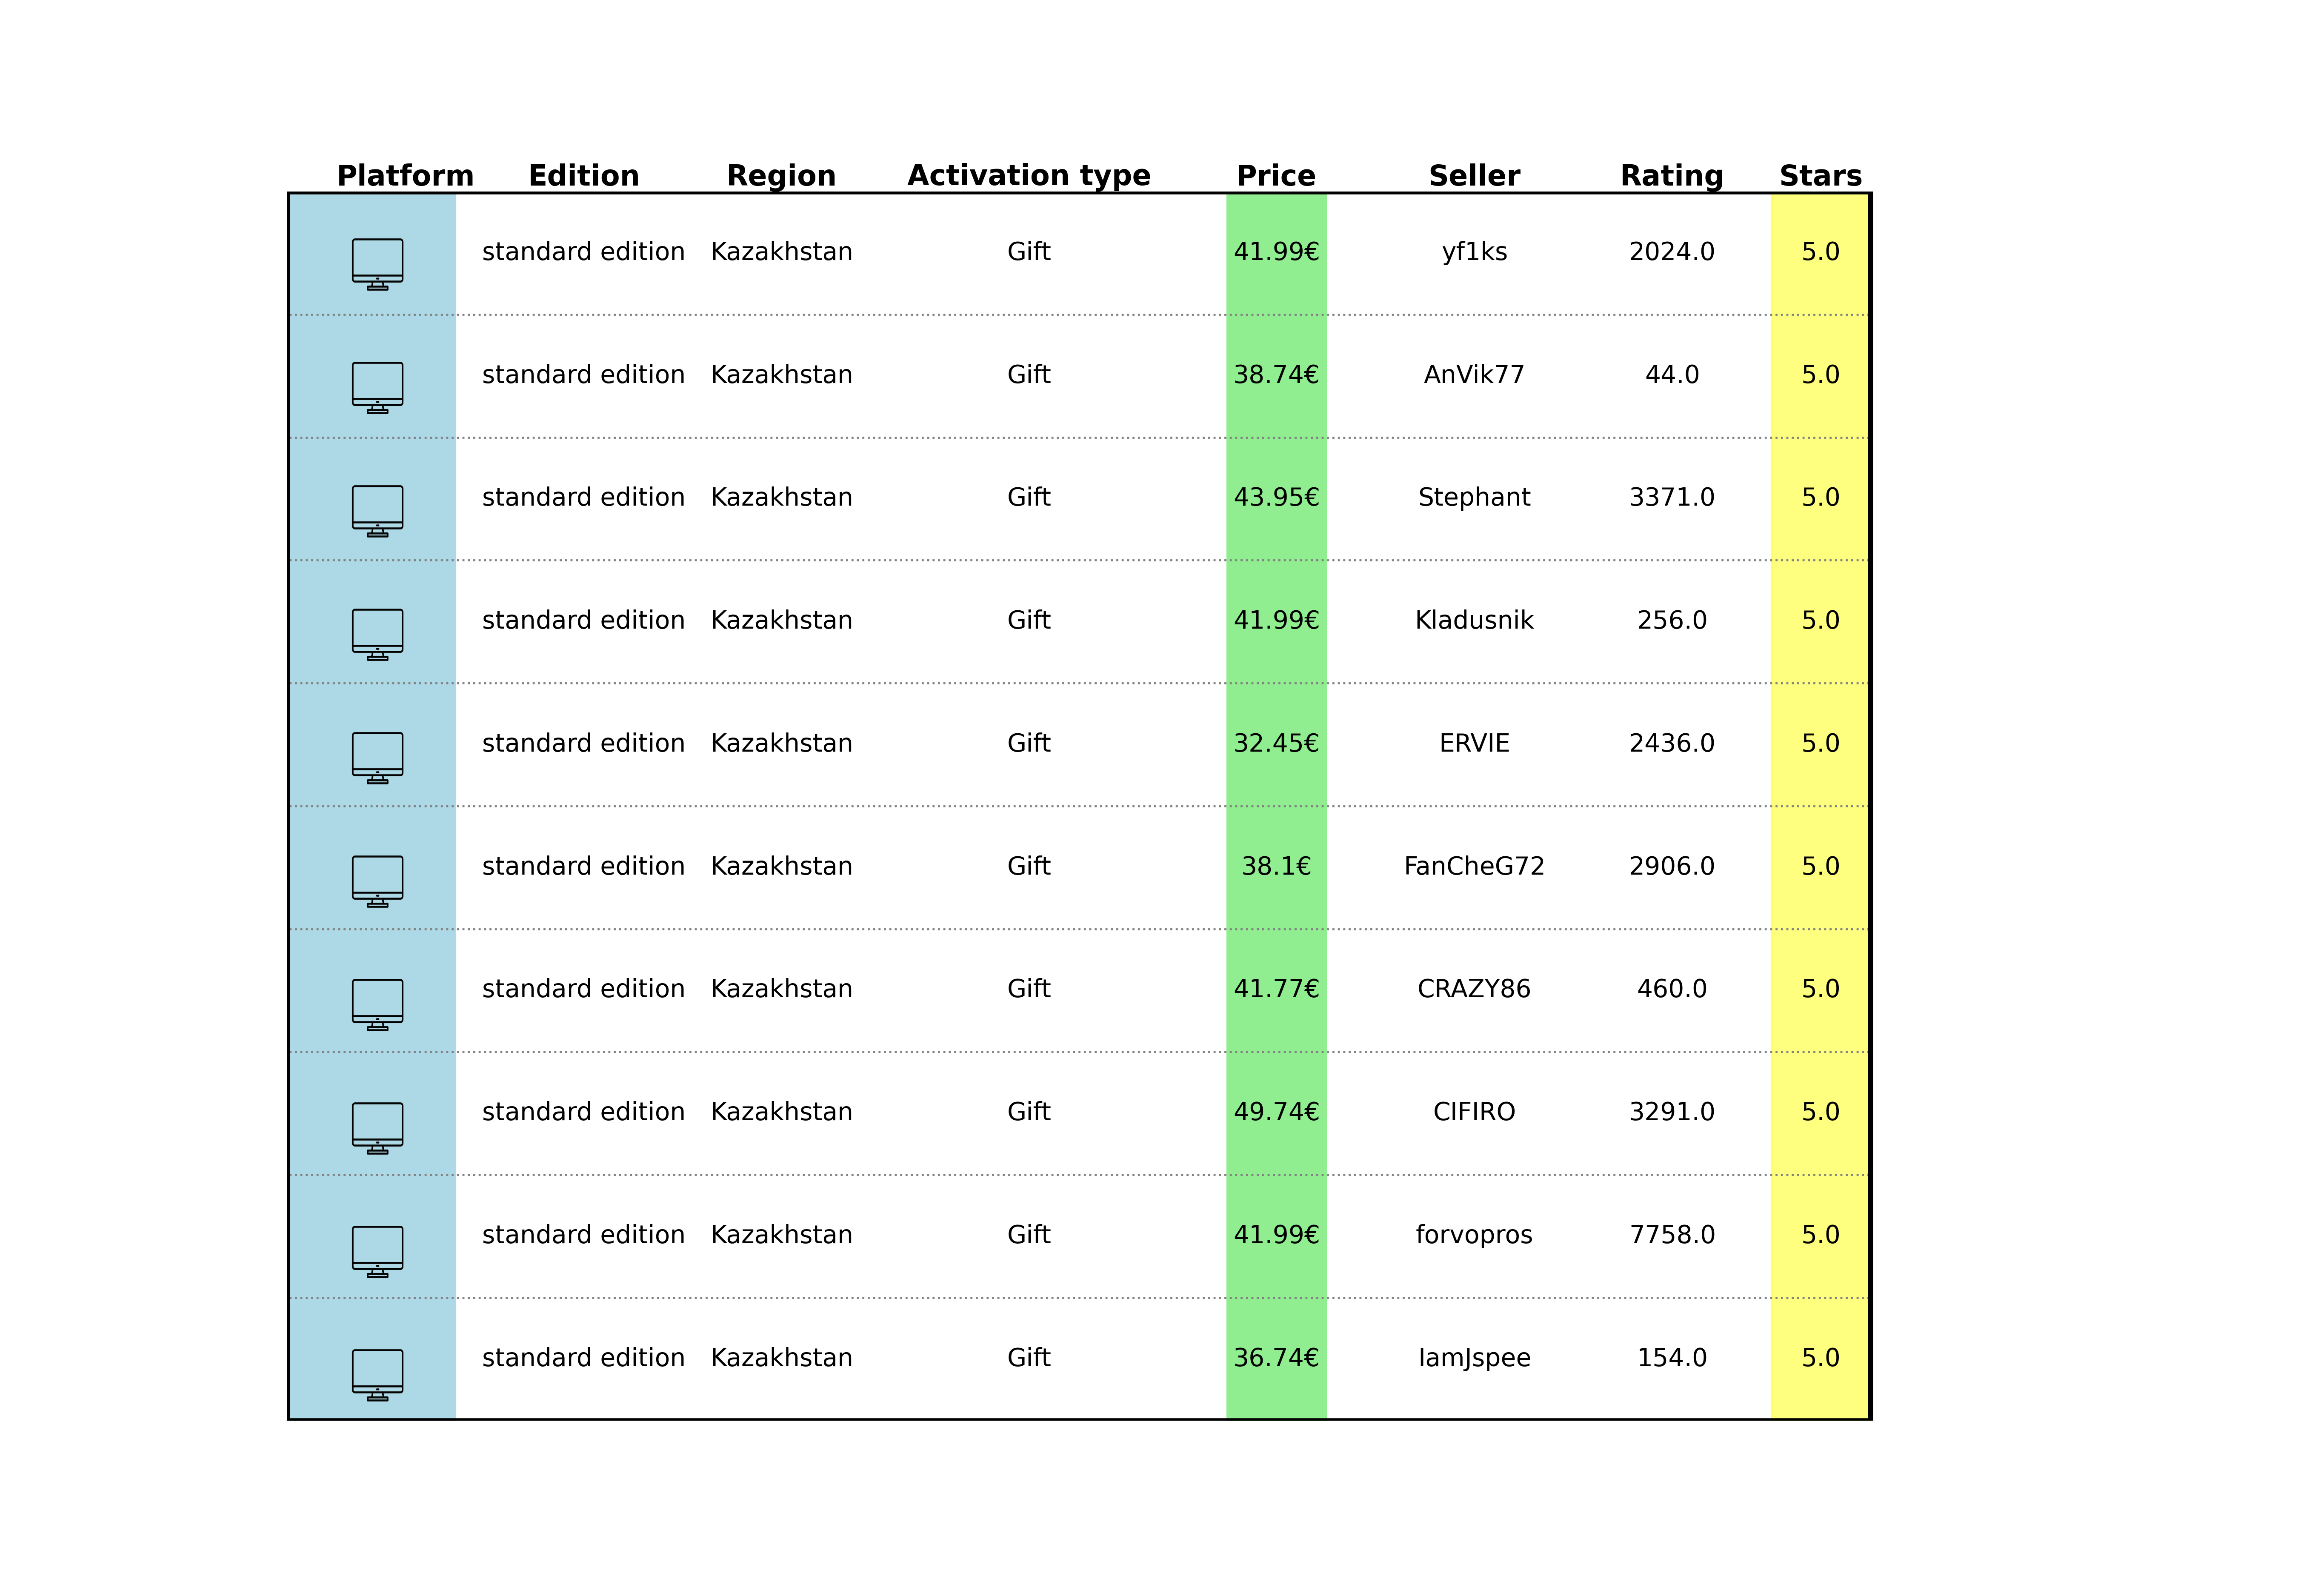 Platform Edition Region Activation type Price Seller Rating Stars
standard edition Kazakhstan Gift 41.99€ yf1ks 2024.0 5.0
standard edition Kazakhstan Gift 38.74€ AnVik77 44.0 5.0
standard edition Kazakhstan Gift 43.95€ Stephant 3371.0 5.0
standard edition Kazakhstan Gift 41.99€ Kladusnik 256.0 5.0
standard edition Kazakhstan Gift 32.45€ ERVIE 2436.0 5.0
standard edition Kazakhstan Gift 38.1€ FanCheG72 2906.0 5.0
standard edition Kazakhstan Gift 41.77€ CRAZY86 460.0 5.0
standard edition Kazakhstan Gift 49.74€ CIFIRO 3291.0 5.0
standard edition Kazakhstan Gift 41.99€ forvopros 7758.0 5.0
standard edition Kazakhstan Gift 36.74€ IamJspee 154.0 5.0